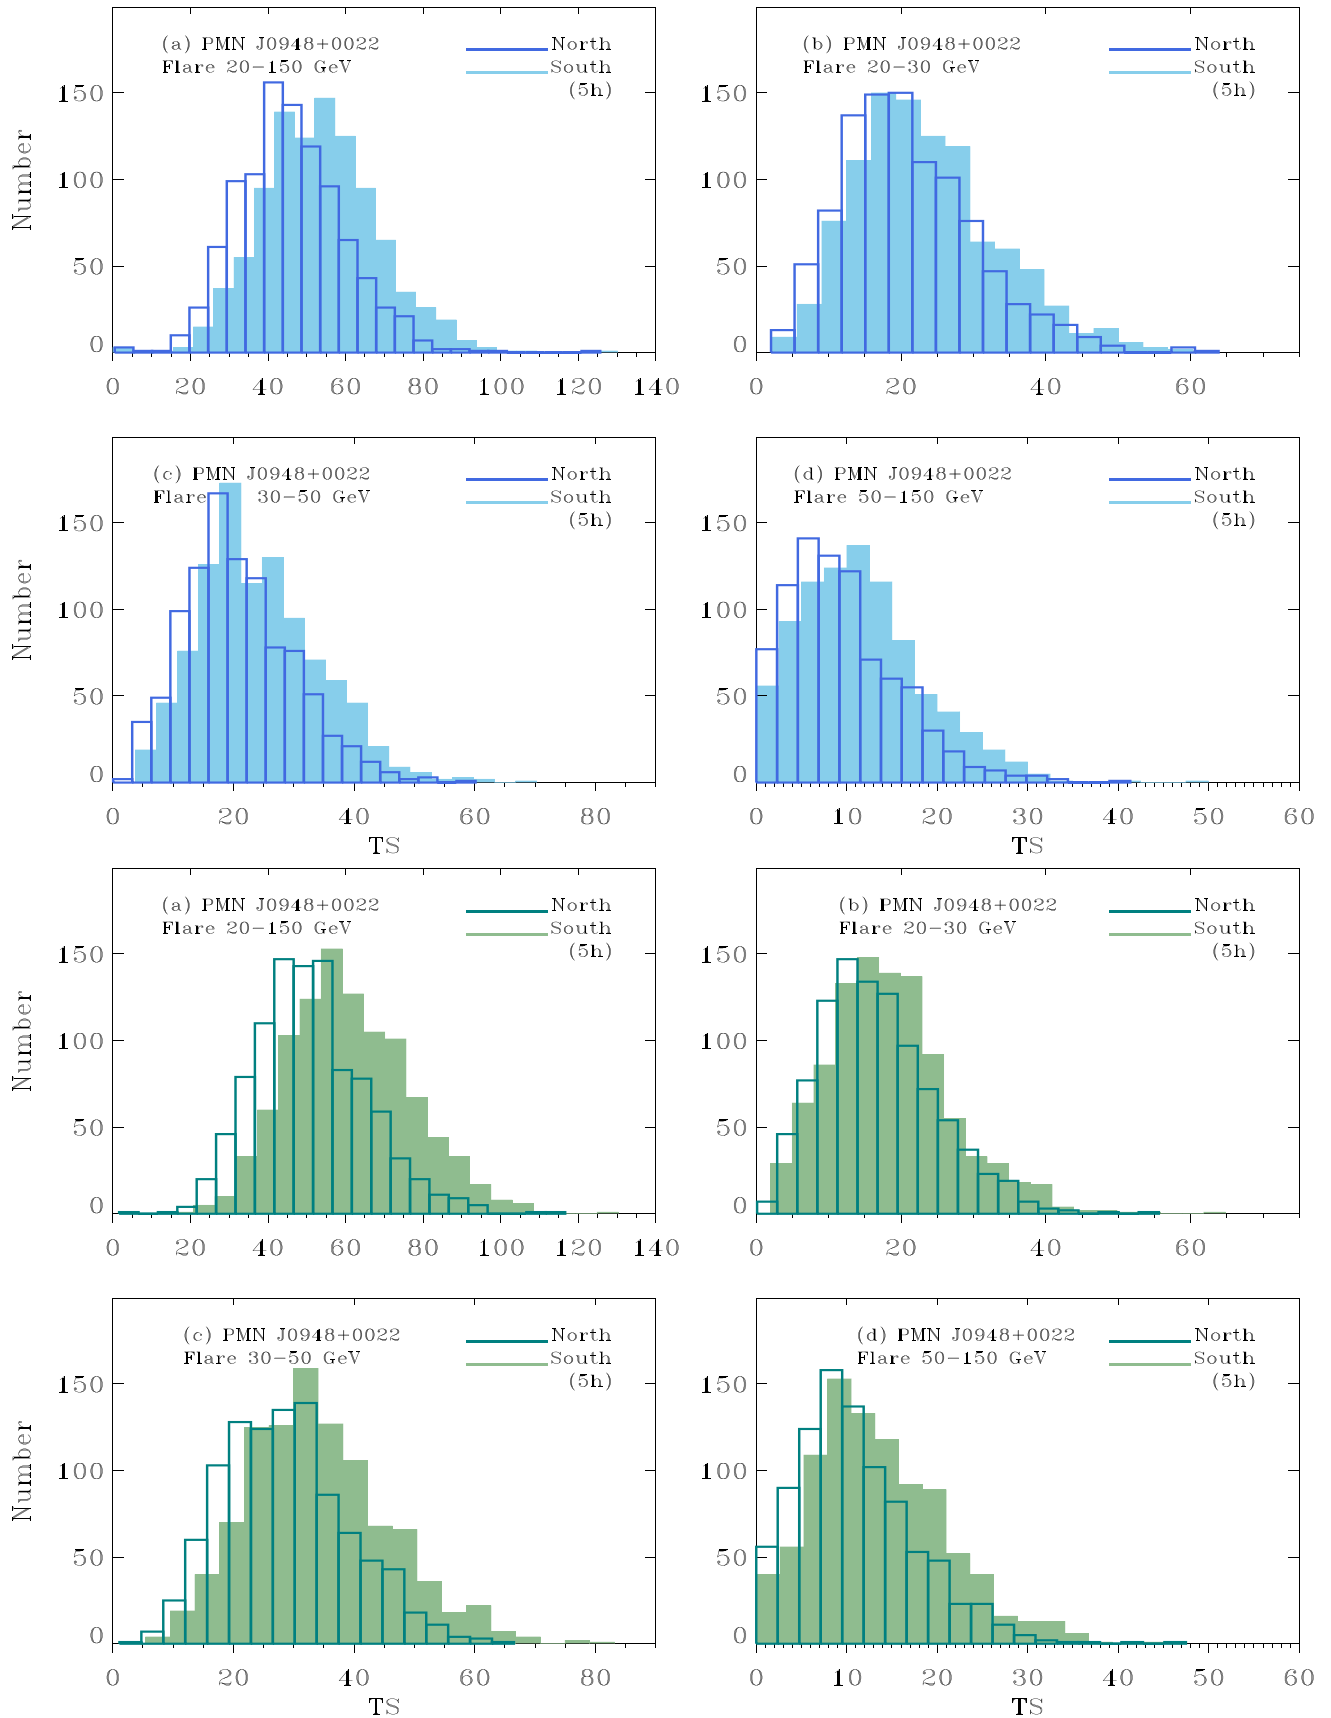 (a) PMN J0948+0022
Flare 20−150 GeV
North
South
(5h)
Number
150
100
50
0
0 20 40 60 80 100 120 140
(b) PMN J0948+0022
Flare 20−30 GeV
North
South
(5h)
150
100
50
0
20 40 60
(c) PMN J0948+0022
Flare 30−50 GeV
North
South
(5h)
Number
150
100
50
0
0 20 40 60 80
TS
(d) PMN J0948+0022
Flare 50−150 GeV
North
South
(5h)
150
100
50
0
0 10 20 30 40 50 60
TS
(a) PMN J0948+0022
Flare 20−150 GeV
North
South
(5h)
Number
150
100
50
0
0 20 40 60 80 100 120 140
(b) PMN J0948+0022
Flare 20−30 GeV
North
South
(5h)
150
100
50
0
0 20 40 60
(c) PMN J0948+0022
Flare 30−50 GeV
North
South
(5h)
Number
150
100
50
0
0 20 40 60 80
TS
(d) PMN J0948+0022
Flare 50−150 GeV
North
South
(5h)
150
100
50
0
0 10 20 30 40 50 60
TS